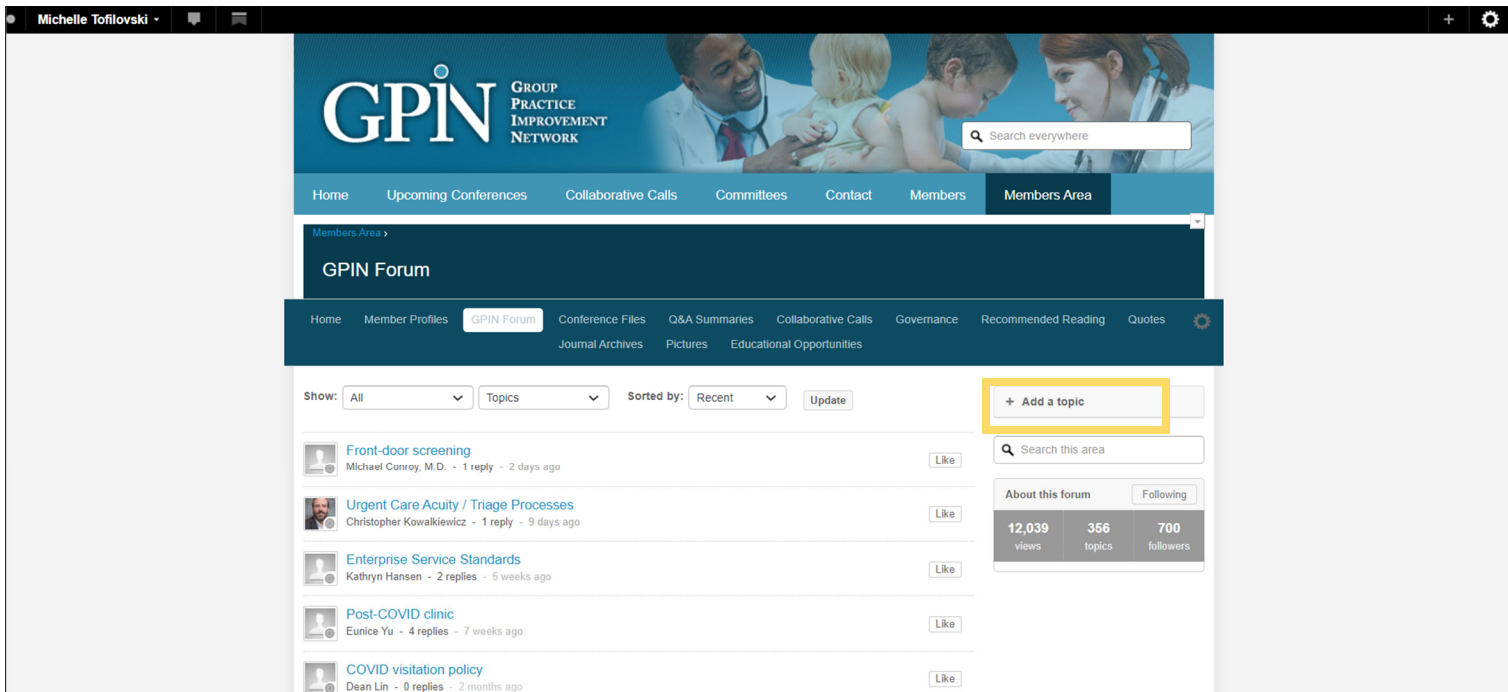 Michelle Tofilovski
GPIN
GROUP
PRACTICE
IMPROVEMENT
NETWORK
Search everywhere
Home Upcoming Conferences Collaborative Calls Committees Contact Members Members Area
Members Area ›
GPIN Forum
Home Member Profiles GPIN Forum Conference Files Q&A Summaries Collaborative Calls Governance Recommended Reading Quotes
Journal Archives Pictures Educational Opportunities
Show: All Topics Sorted by: Recent Update
+ Add a topic
Search this area
About this forum Following
12,039 356 700
views topics followers
Front-door screening
Michael Conroy, M.D. - 1 reply - 2 days ago
Like
Urgent Care Acuity / Triage Processes
Christopher Kowalkiewicz - 1 reply - 9 days ago
Like
Enterprise Service Standards
Kathryn Hansen - 2 replies - 5 weeks ago
Like
Post-COVID clinic
Eunice Yu - 4 replies - 7 weeks ago
Like
COVID visitation policy
Dean Lin - 0 replies - 2 months ago
Like